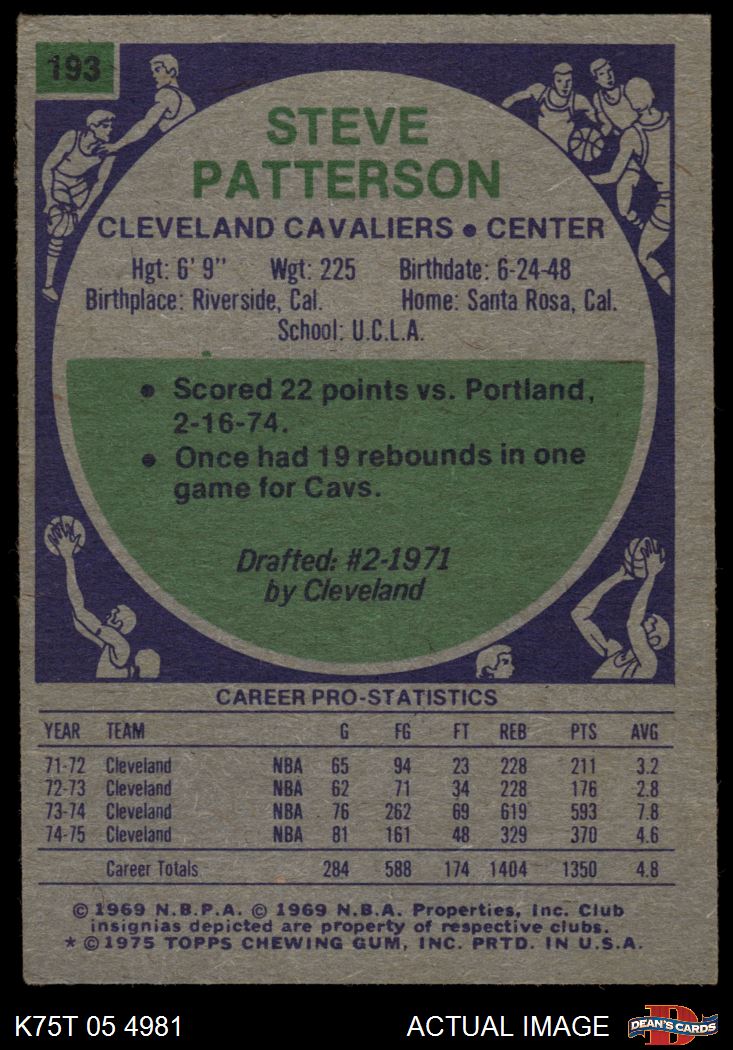 193
STEVE
PATTERSON
CLEVELAND CAVALIERS • CENTER
Hgt: 6' 9" Wgt: 225 Birthdate: 6-24-48
Birthplace: Riverside, Cal. Home: Santa Rosa, Cal.
School: U.C.L.A.
• Scored 22 points vs. Portland,
2-16-74.
• Once had 19 rebounds in one
game for Cavs.
Drafted: #2-1971
by Cleveland
CAREER PRO-STATISTICS
YEAR TEAM G FG FT REB PTS AVG
71-72 Cleveland NBA 65 94 23 228 211 3.2
72-73 Cleveland NBA 62 71 34 228 176 2.8
73-74 Cleveland NBA 76 262 69 619 593 7.8
74-75 Cleveland NBA 81 161 48 329 370 4.6
Career Totals 284 588 174 1404 1350 4.8
© 1969 N.B.P.A. © 1969 N.B.A. Properties, Inc. Club
insignias depicted are property of respective clubs.
* © 1975 TOPPS CHEWING GUM, INC. PRTD. IN U.S.A.
K75T 05 4981 ACTUAL IMAGE DEAN'S CARDS